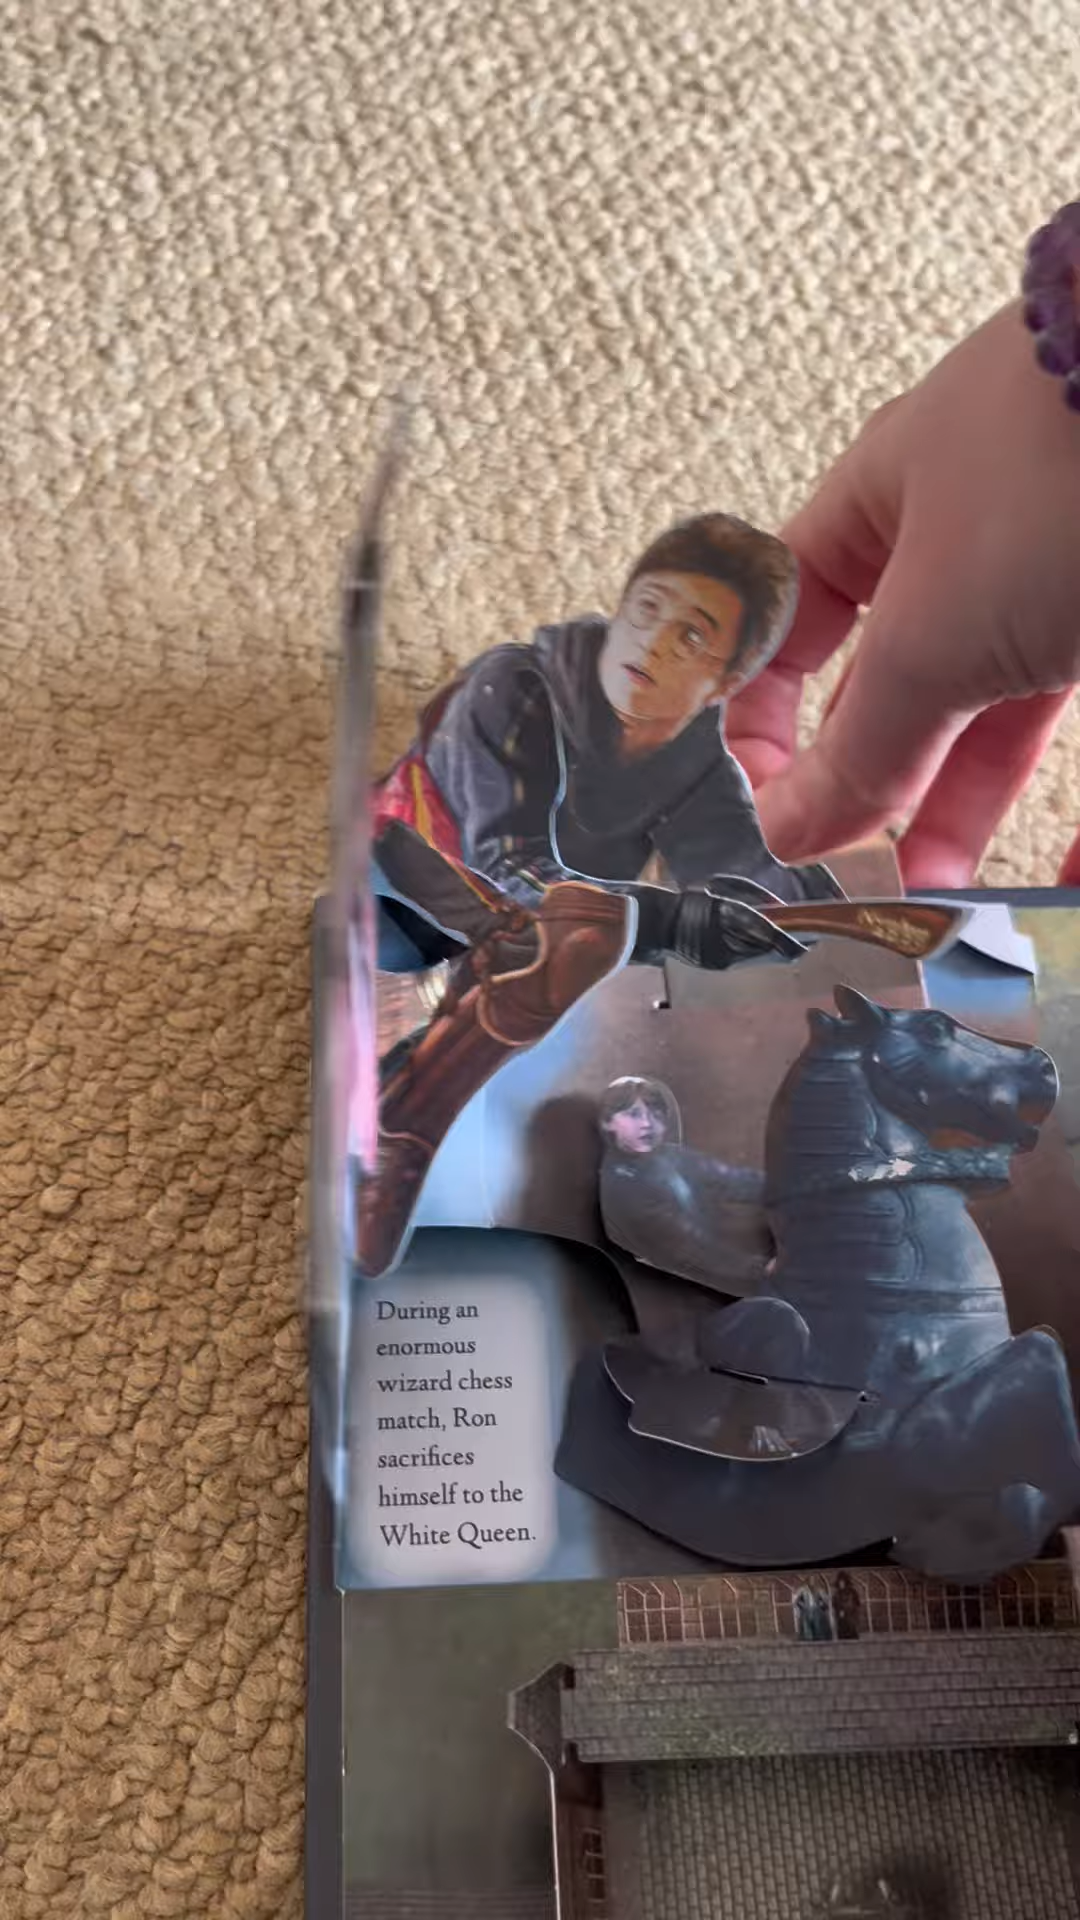 During an
enormous
wizard chess
match, Ron
sacrifices
himself to the
White Queen.